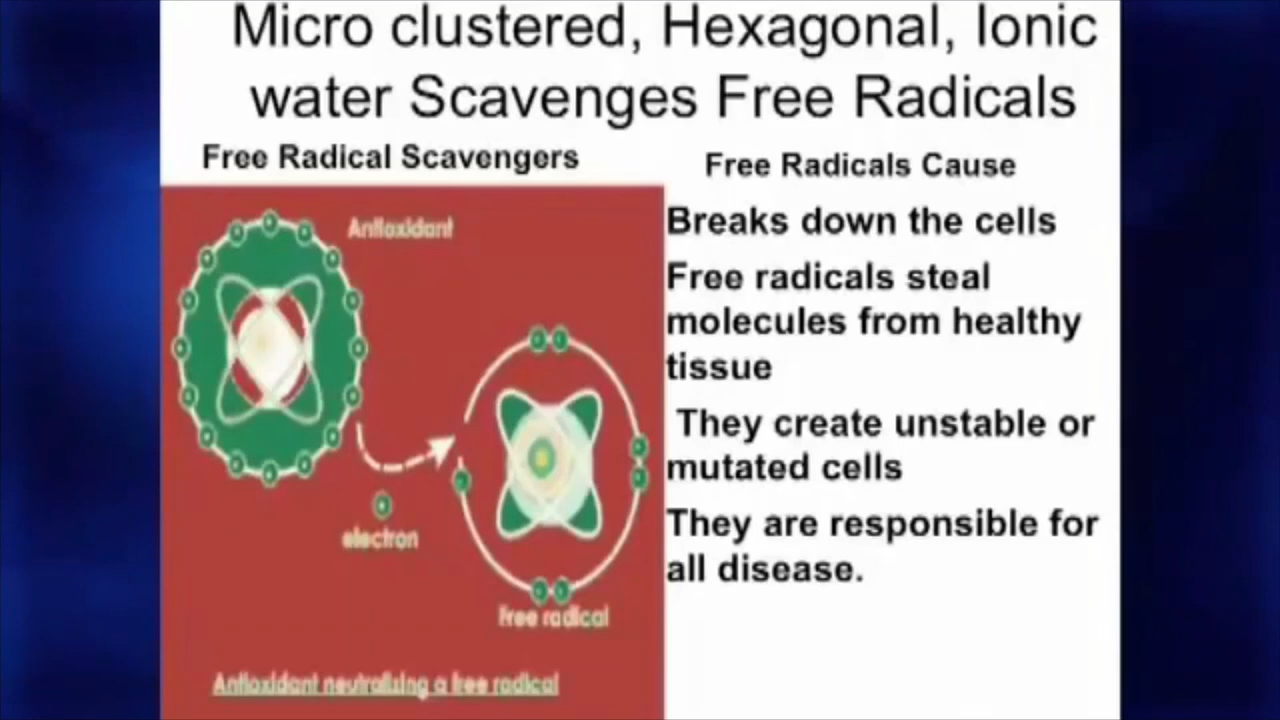 Micro clustered, Hexagonal, Ionic
water Scavenges Free Radicals
Free Radical Scavengers
Antioxidant
electron
Free radical
Antioxidant neutralizing a free radical
Free Radicals Cause
Breaks down the cells
Free radicals steal
molecules from healthy
tissue
They create unstable or
mutated cells
They are responsible for
all disease.